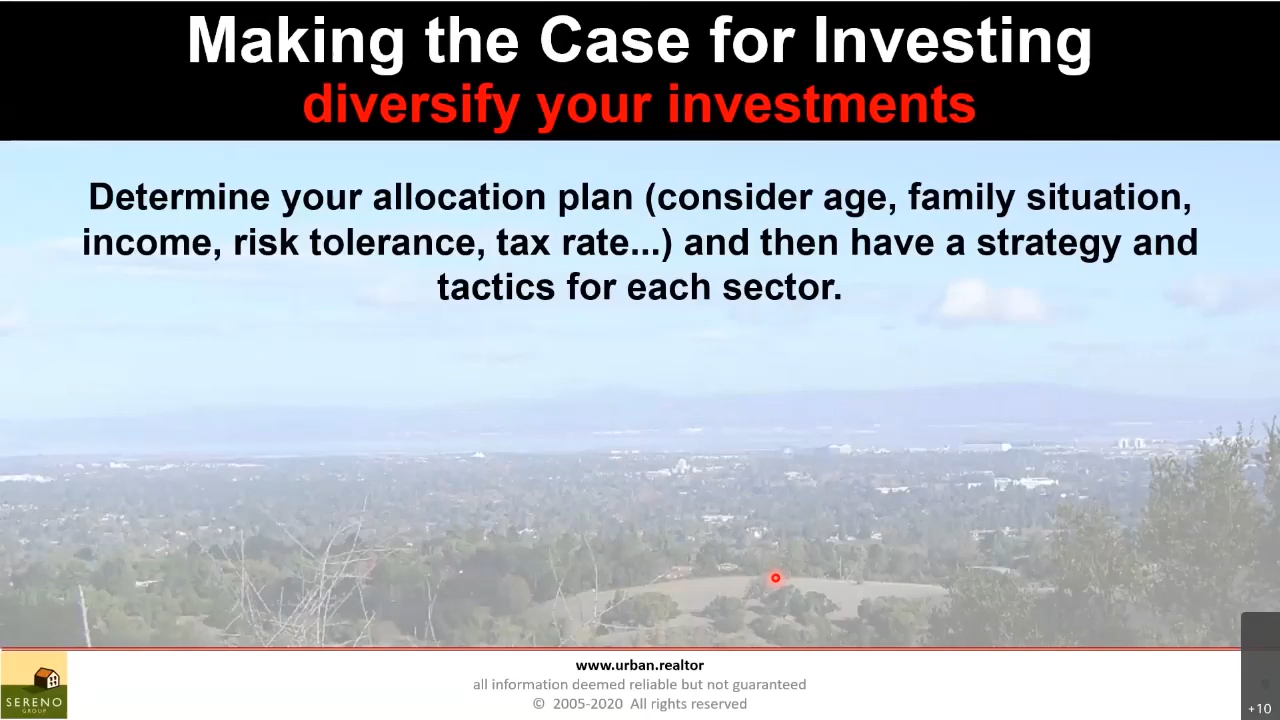 Making the Case for Investing
diversify your investments
Determine your allocation plan (consider age, family situation,
income, risk tolerance, tax rate...) and then have a strategy and
tactics for each sector.
www.urban.realtor
all information deemed reliable but not guaranteed
© 2005-2020 All rights reserved
SERENO
GROUP
+10